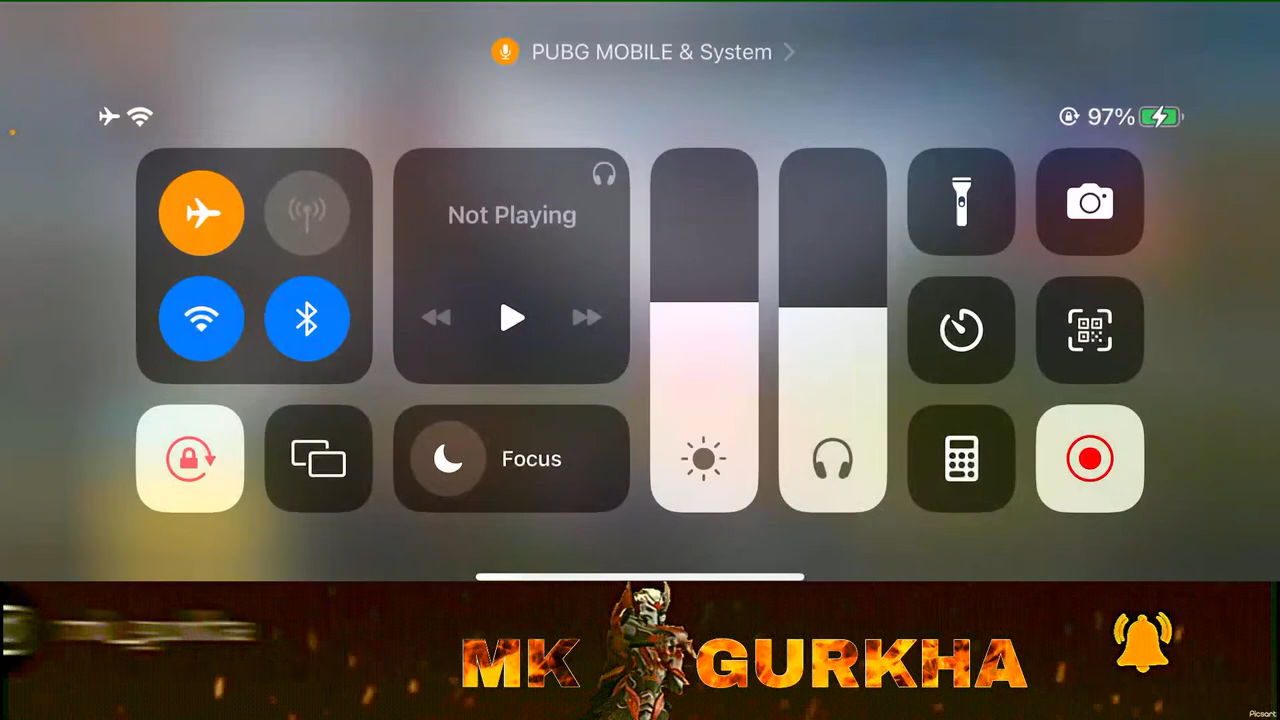 PUBG MOBILE & System
97%
Not Playing
Focus
MK GURKHA
Picsart